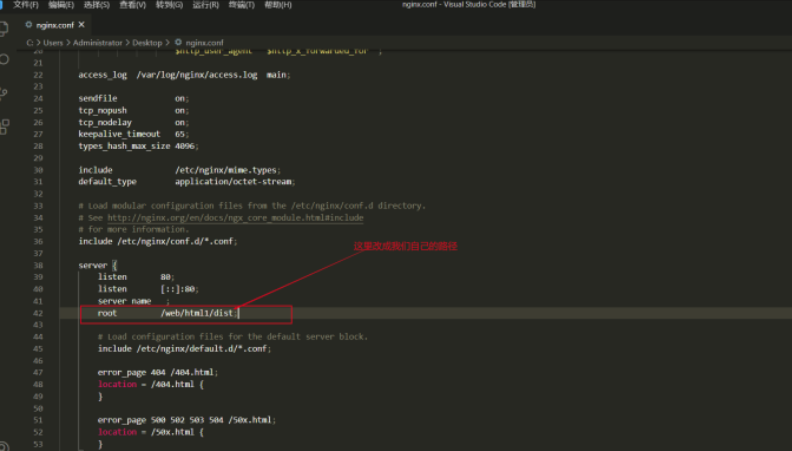 文件(F) 编辑(E) 选择(S) 查看(V) 转到(G) 运行(R) 终端(T) 帮助(H) nginx.conf - Visual Studio Code [管理员]
nginx.conf ×
C: > Users > Administrator > Desktop > nginx.conf
20 "$http_user_agent" "$http_x_forwarded_for"';
21
22 access_log /var/log/nginx/access.log main;
23
24 sendfile on;
25 tcp_nopush on;
26 tcp_nodelay on;
27 keepalive_timeout 65;
28 types_hash_max_size 4096;
29
30 include /etc/nginx/mime.types;
31 default_type application/octet-stream;
32
33 # Load modular configuration files from the /etc/nginx/conf.d directory.
34 # See http://nginx.org/en/docs/ngx_core_module.html#include
35 # for more information.
36 include /etc/nginx/conf.d/*.conf;
37 这里改成我们自己的路径
38 server {
39 listen 80;
40 listen [::]:80;
41 server_name _;
42 root /web/html1/dist;
43
44 # Load configuration files for the default server block.
45 include /etc/nginx/default.d/*.conf;
46
47 error_page 404 /404.html;
48 location = /404.html {
49 }
50
51 error_page 500 502 503 504 /50x.html;
52 location = /50x.html {
53 }